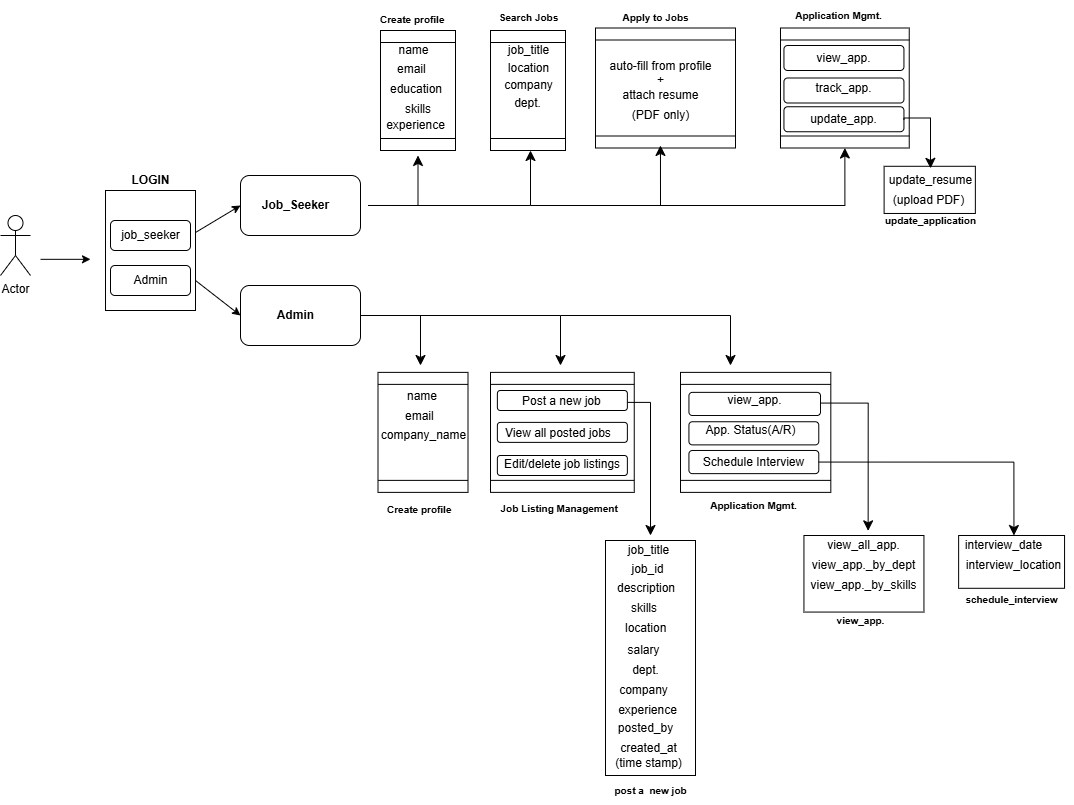 Create profile
name
email
education
skills
experience
Search Jobs
job_title
location
company
dept.
Apply to Jobs
auto-fill from profile
+
attach resume
(PDF only)
Application Mgmt.
view_app.
track_app.
update_app.
update_resume
(upload PDF)
update_application
LOGIN
job_seeker
Admin
Actor
Job_Seeker
Admin
name
email
company_name
Create profile
Post a new job
View all posted jobs
Edit/delete job listings
Job Listing Management
view_app.
App. Status(A/R)
Schedule Interview
Application Mgmt.
job_title
job_id
description
skills
location
salary
dept.
company
experience
posted_by
created_at
(time stamp)
post a new job
view_all_app.
view_app._by_dept
view_app._by_skills
view_app.
interview_date
interview_location
schedule_interview